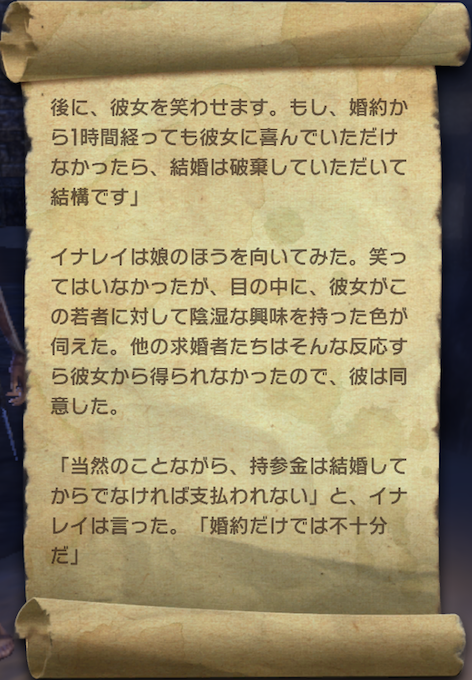 後に、彼女を笑わせます。もし、婚約か
ら1時間経っても彼女に喜んでいただけ
なかったら、結婚は破棄していただいて
結構です」
イナレイは娘のほうを向いてみた。笑っ
てはいなかったが、目の中に、彼女がこ
の若者に対して陰湿な興味を持った色が
伺えた。他の求婚者たちはそんな反応す
ら彼女から得られなかったので、彼は同
意した。
「当然のことながら、持参金は結婚して
からでなければ支払われない」と、イナ
レイは言った。「婚約だけでは不十分
だ」